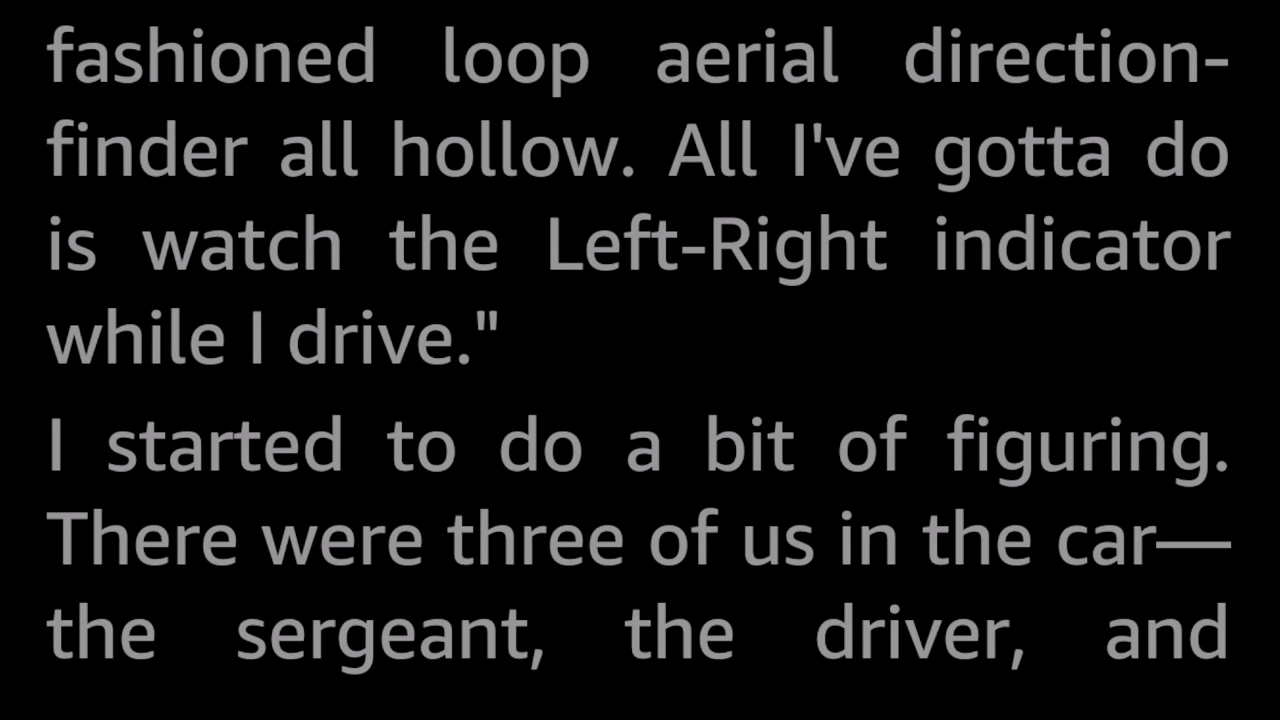 fashioned loop aerial direction-
finder all hollow. All I've gotta do
is watch the Left-Right indicator
while I drive."
I started to do a bit of figuring.
There were three of us in the car—
the sergeant, the driver, and